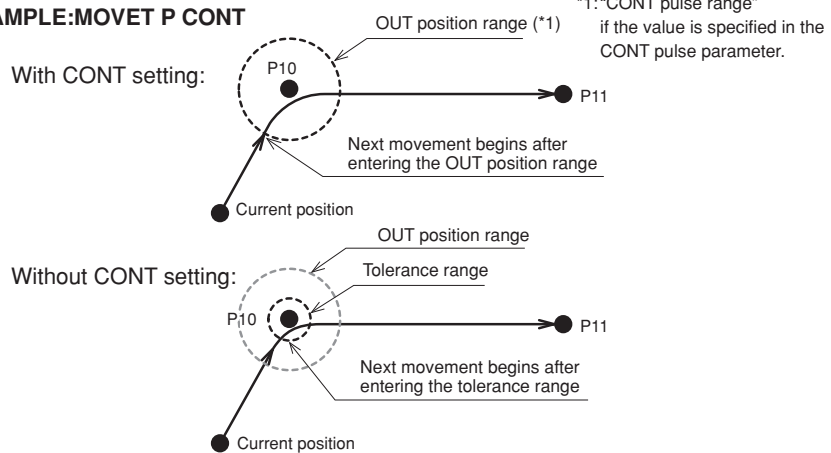 AMPLE:MOVET P CONT
OUT position range (*1)
*1: "CONT pulse range"
if the value is specified in the
CONT pulse parameter.
With CONT setting:
P10
P11
Next movement begins after
entering the OUT position range
Current position
OUT position range
Without CONT setting:
Tolerance range
P10
P11
Next movement begins after
entering the tolerance range
Current position